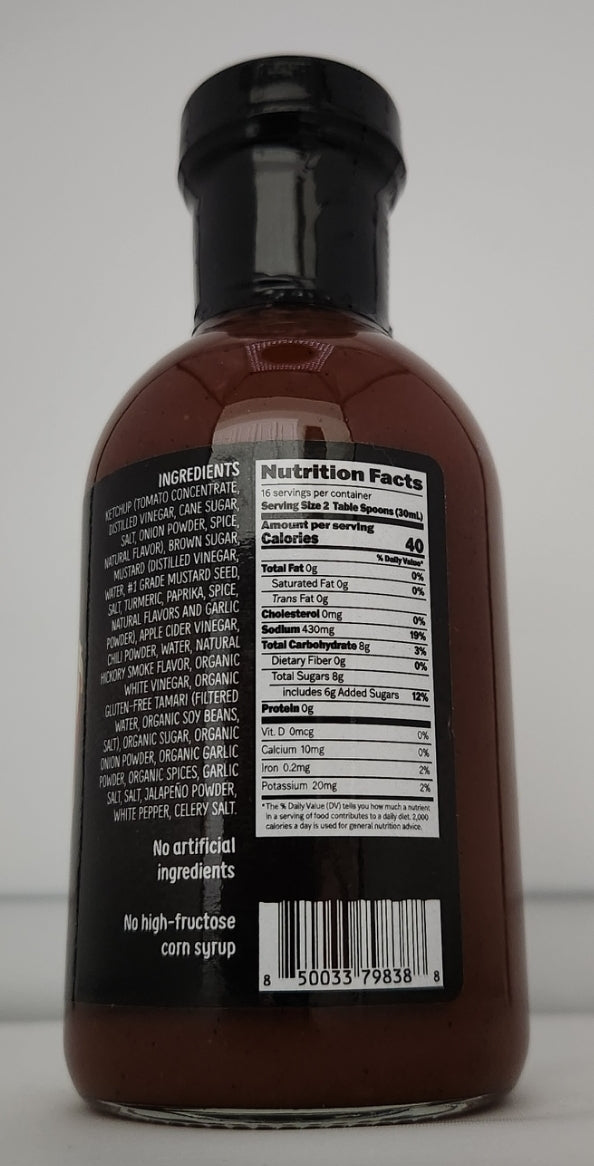 INGREDIENTS
KETCHUP (TOMATO CONCENTRATE,
DISTILLED VINEGAR, CANE SUGAR,
SALT, ONION POWDER, SPICE,
NATURAL FLAVOR), BROWN SUGAR,
MUSTARD (DISTILLED VINEGAR,
WATER, #1 GRADE MUSTARD SEED,
SALT, TURMERIC, PAPRIKA, SPICE,
NATURAL FLAVORS AND GARLIC
POWDER), APPLE CIDER VINEGAR,
CHILI POWDER, WATER, NATURAL
HICKORY SMOKE FLAVOR, ORGANIC
WHITE VINEGAR, ORGANIC
GLUTEN-FREE TAMARI (FILTERED
WATER, ORGANIC SOY BEANS,
SALT), ORGANIC SUGAR, ORGANIC
ONION POWDER, ORGANIC GARLIC
POWDER, ORGANIC SPICES, GARLIC
SALT, SALT, JALAPEÑO POWDER,
WHITE PEPPER, CELERY SALT.
No artificial
ingredients
No high-fructose
corn syrup
Nutrition Facts
16 servings per container
Serving Size 2 Table Spoons (30mL)
Amount per serving
Calories 40
% Daily Value*
Total Fat 0g 0%
Saturated Fat 0g 0%
Trans Fat 0g
Cholesterol 0mg 0%
Sodium 430mg 19%
Total Carbohydrate 8g 3%
Dietary Fiber 0g 0%
Total Sugars 8g
includes 6g Added Sugars 12%
Protein 0g
Vit. D 0mcg 0%
Calcium 10mg 0%
Iron 0.2mg 2%
Potassium 20mg 2%
*The % Daily Value (DV) tells you how much a nutrient
in a serving of food contributes to a daily diet. 2,000
calories a day is used for general nutrition advice.
8 50033 79838 8